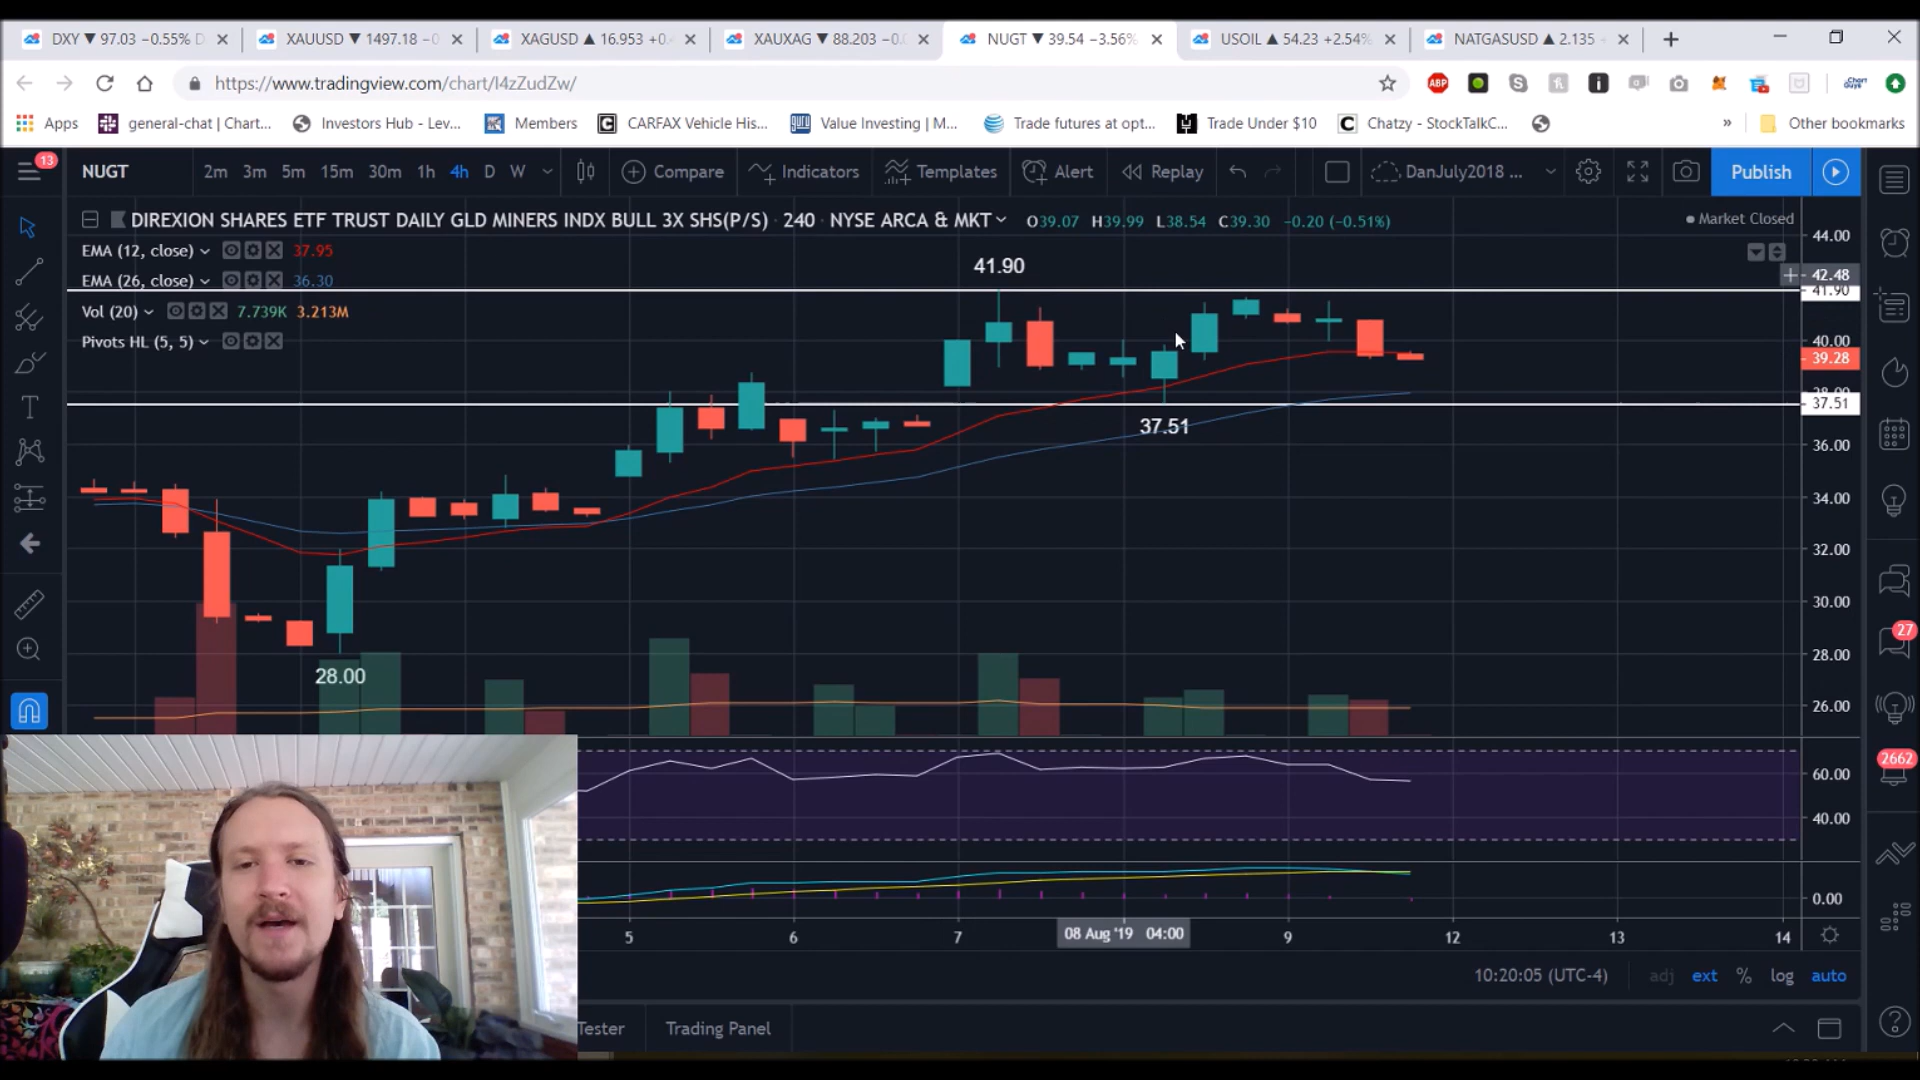 DXY ▼ 97.03 −0.55% D
XAUUSD ▼ 1497.18 −0
XAGUSD ▲ 16.953 +0.
XAUXAG ▼ 88.203 −0.
NUGT ▼ 39.54 −3.56%
USOIL ▲ 54.23 +2.54%
NATGASUSD ▲ 2.135
https://www.tradingview.com/chart/I4zZudZw/
ABP
Apps
general-chat | Chart...
Investors Hub - Lev...
Members
CARFAX Vehicle His...
guru
Value Investing | M...
Trade futures at opt...
Trade Under $10
Chatzy - StockTalkC...
»
Other bookmarks
13
NUGT
2m 3m 5m 15m 30m 1h 4h D W
Compare
Indicators
Templates
Alert
Replay
DanJuly2018 ...
Publish
DIREXION SHARES ETF TRUST DAILY GLD MINERS INDX BULL 3X SHS(P/S) · 240 · NYSE ARCA & MKT
O39.07 H39.99 L38.54 C39.30 −0.20 (−0.51%)
Market Closed
EMA (12, close) 37.95
EMA (26, close) 36.30
Vol (20) 7.739K 3.213M
Pivots HL (5, 5)
41.90
37.51
28.00
44.00
42.48
41.90
40.00
39.28
38.00
37.51
36.00
34.00
32.00
30.00
28.00
26.00
60.00
40.00
0.00
27
2662
5 6 7 08 Aug '19 04:00 9 12 13 14
10:20:05 (UTC-4) adj ext % log auto
Tester
Trading Panel